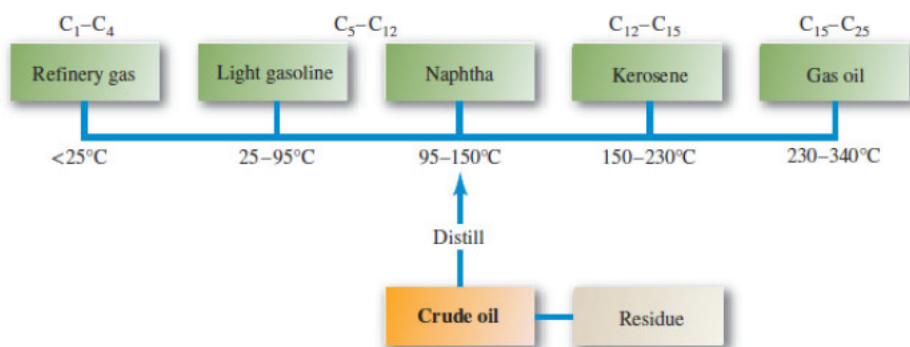 C₁–C₄ C₅–C₁₂ C₁₂–C₁₅ C₁₅–C₂₅
Refinery gas Light gasoline Naphtha Kerosene Gas oil
<25°C 25–95°C 95–150°C 150–230°C 230–340°C
Distill
Crude oil Residue